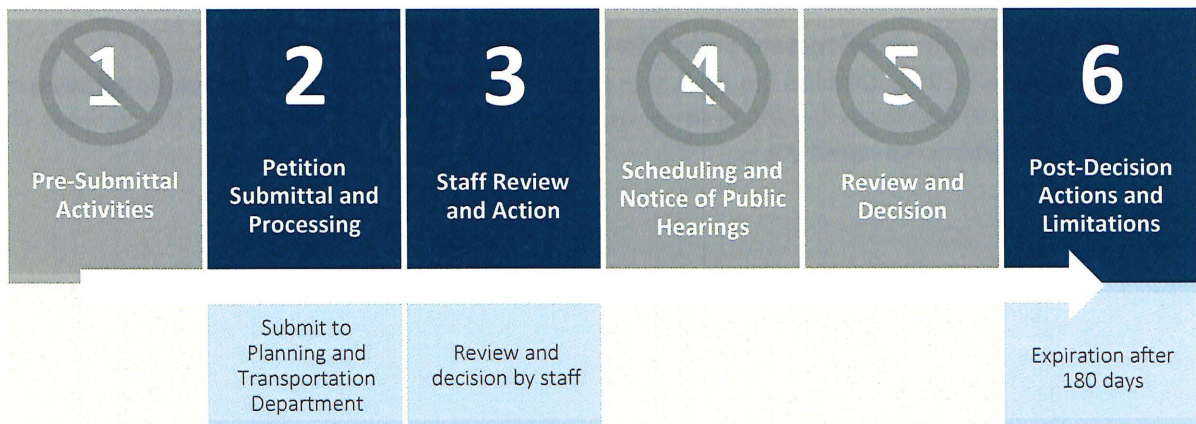 1
Pre-Submittal
Activities
2
Petition
Submittal and
Processing
3
Staff Review
and Action
4
Scheduling and
Notice of Public
Hearings
5
Review and
Decision
6
Post-Decision
Actions and
Limitations
Submit to
Planning and
Transportation
Department
Review and
decision by staff
Expiration after
180 days